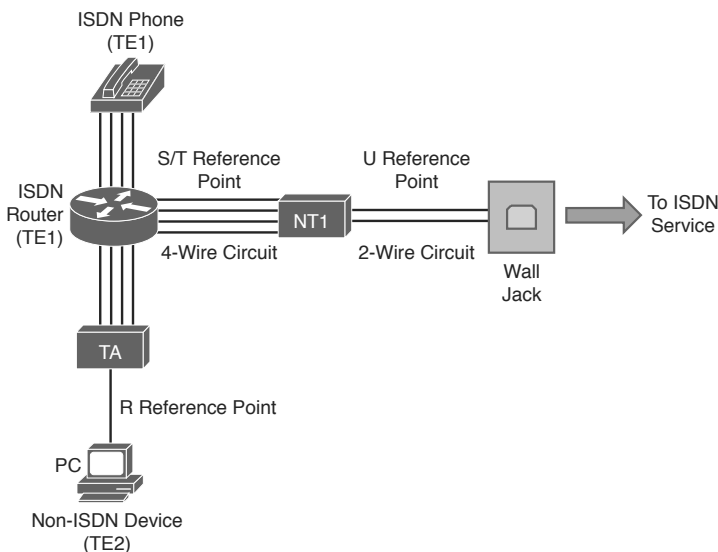 ISDN Phone
(TE1)
S/T Reference
Point
U Reference
Point
ISDN
Router
(TE1)
NT1
To ISDN
Service
4-Wire Circuit
2-Wire Circuit
Wall
Jack
TA
R Reference Point
PC
Non-ISDN Device
(TE2)